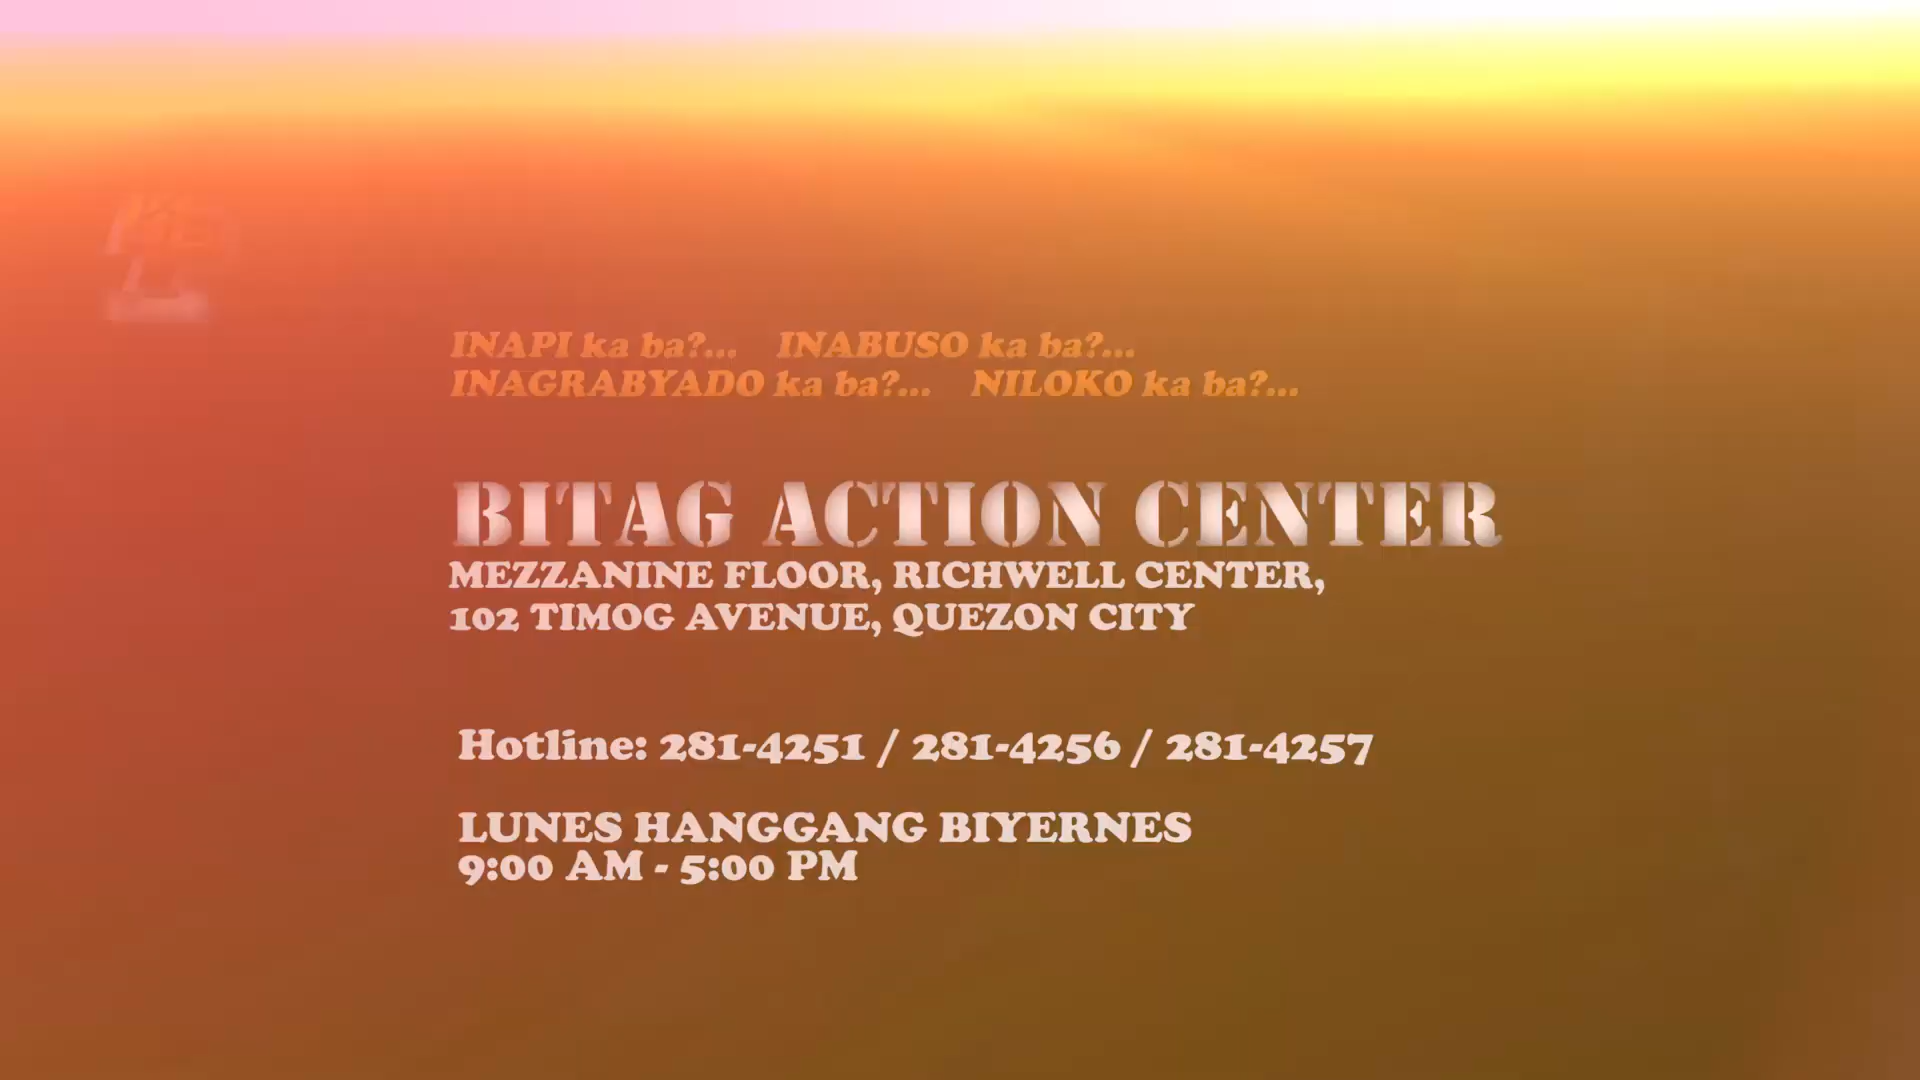 INAPI ka ba?... INABUSO ka ba?...
INAGRABYADO ka ba?... NILOKO ka ba?...
BITAG ACTION CENTER
MEZZANINE FLOOR, RICHWELL CENTER,
102 TIMOG AVENUE, QUEZON CITY
Hotline: 281-4251 / 281-4256 / 281-4257
LUNES HANGGANG BIYERNES
9:00 AM - 5:00 PM